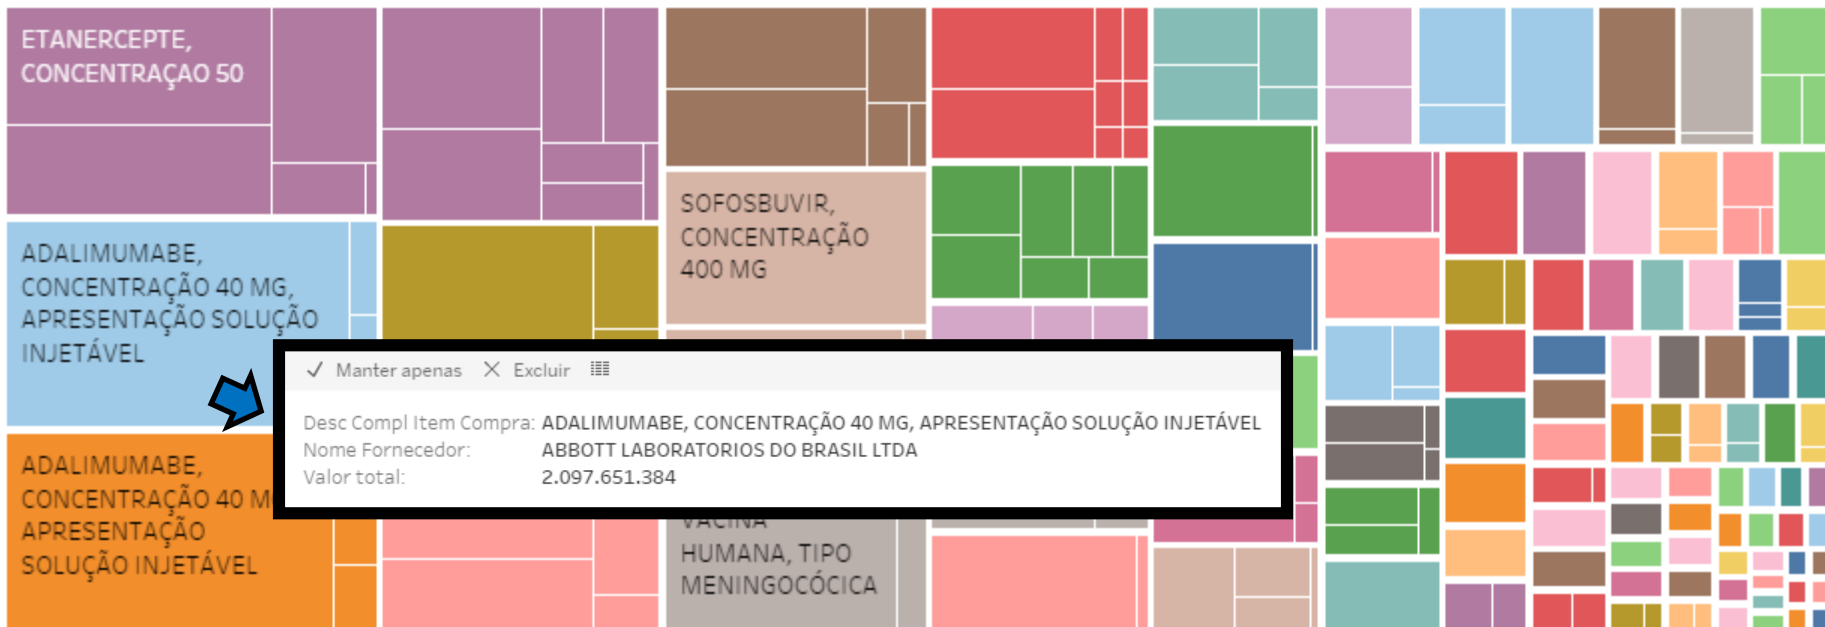 ETANERCEPTE,
CONCENTRAÇAO 50
ADALIMUMABE,
CONCENTRAÇÃO 40 MG,
APRESENTAÇÃO SOLUÇÃO
INJETÁVEL
SOFOSBUVIR,
CONCENTRAÇÃO
400 MG
Manter apenas Excluir
Desc Compl Item Compra: ADALIMUMABE, CONCENTRAÇÃO 40 MG, APRESENTAÇÃO SOLUÇÃO INJETÁVEL
Nome Fornecedor: ABBOTT LABORATORIOS DO BRASIL LTDA
Valor total: 2.097.651.384
ADALIMUMABE,
CONCENTRAÇÃO 40 M
APRESENTAÇÃO
SOLUÇÃO INJETÁVEL
VACINA
HUMANA, TIPO
MENINGOCÓCICA